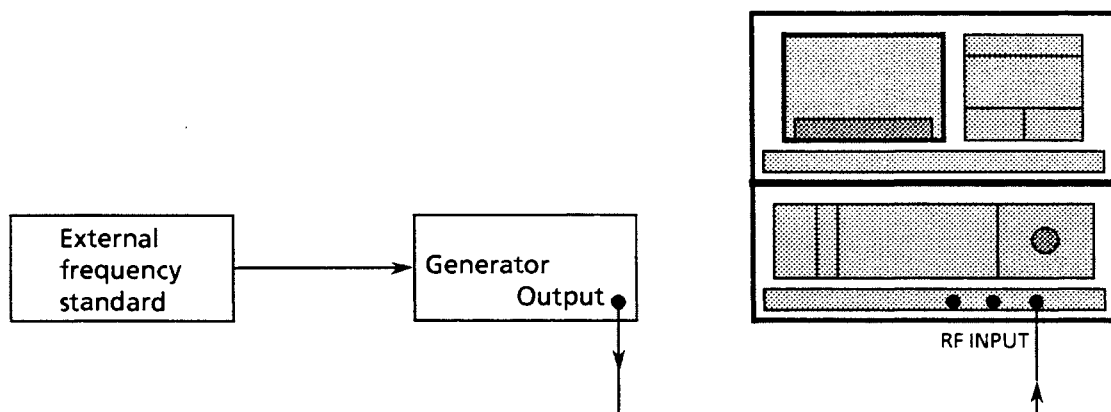 External
frequency
standard
Generator
Output
RF INPUT